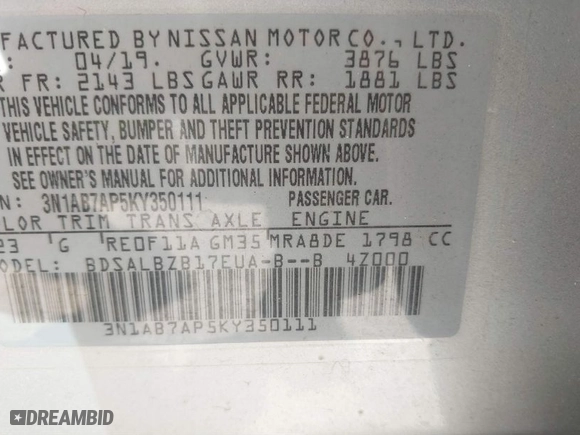 FACTURED BY NISSAN MOTOR CO., LTD.
: 04/19. GVWR: 3876 LBS
R FR: 2143 LBS GAWR RR: 1881 LBS
THIS VEHICLE CONFORMS TO ALL APPLICABLE FEDERAL MOTOR
VEHICLE SAFETY, BUMPER AND THEFT PREVENTION STANDARDS
IN EFFECT ON THE DATE OF MANUFACTURE SHOWN ABOVE.
SEE OWNER'S MANUAL FOR ADDITIONAL INFORMATION.
: 3N1AB7AP5KY350111: PASSENGER CAR.
LOR TRIM TRANS AXLE ENGINE
23 G RE0F11A GM35 MRA8DE 1798 CC
ODEL: BDSALBZB17EUA-B--B 4Z000
3N1AB7AP5KY350111
DREAMBID